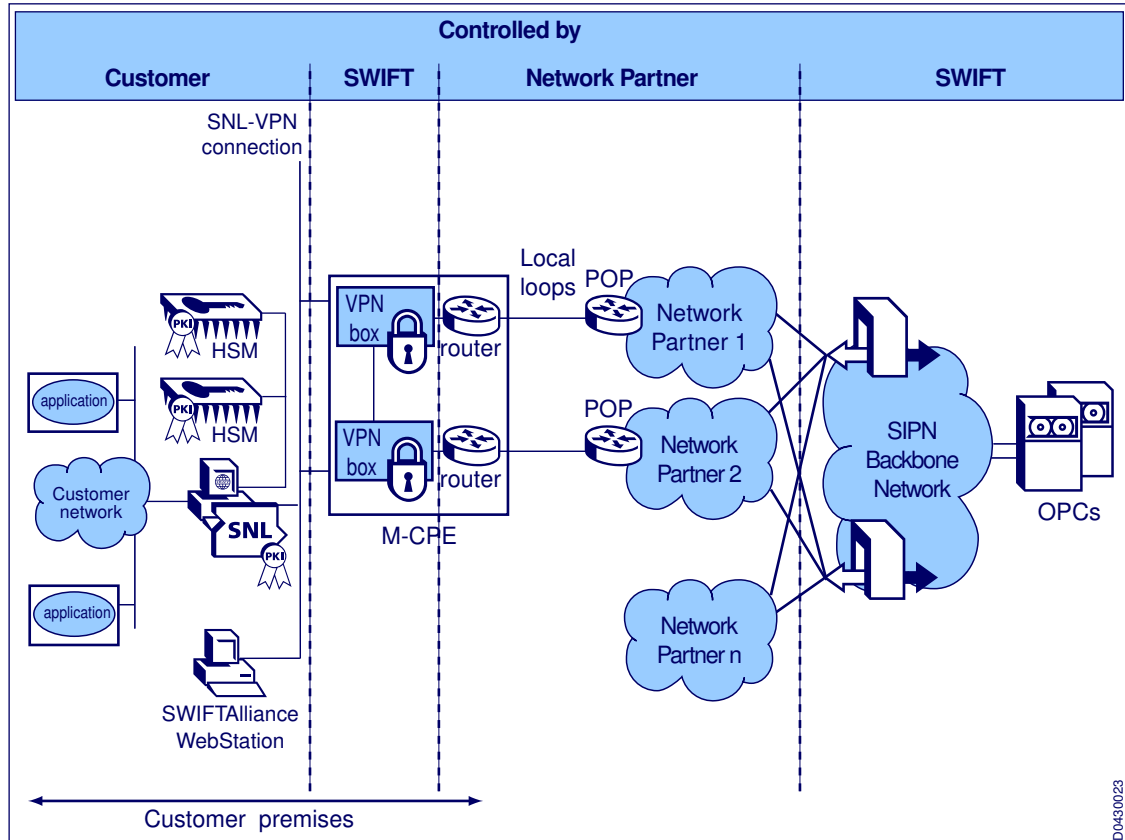 Controlled by
Customer
SWIFT
Network Partner
SWIFT
SNL-VPN
connection
Local
loops
POP
VPN
box
router
Network
Partner 1
PKI
HSM
application
PKI
HSM
VPN
box
router
M-CPE
POP
Network
Partner 2
SIPN
Backbone
Network
OPCs
Customer
network
SNL
PKI
application
Network
Partner n
SWIFTAlliance
WebStation
Customer premises
D0430023